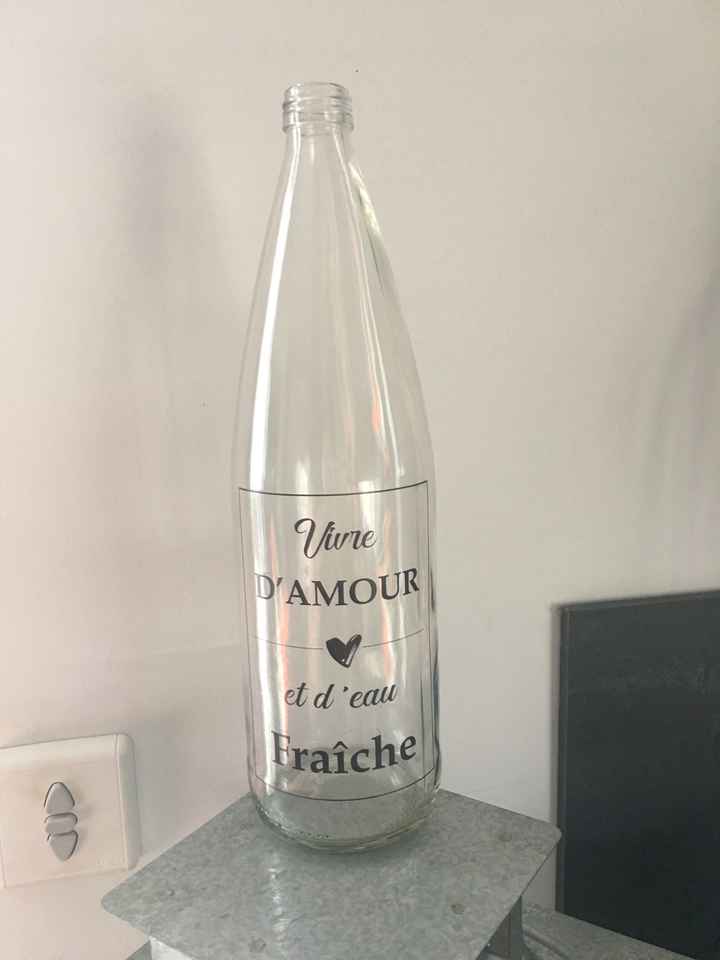 Vivre
D'AMOUR
et d'eau
Fraîche